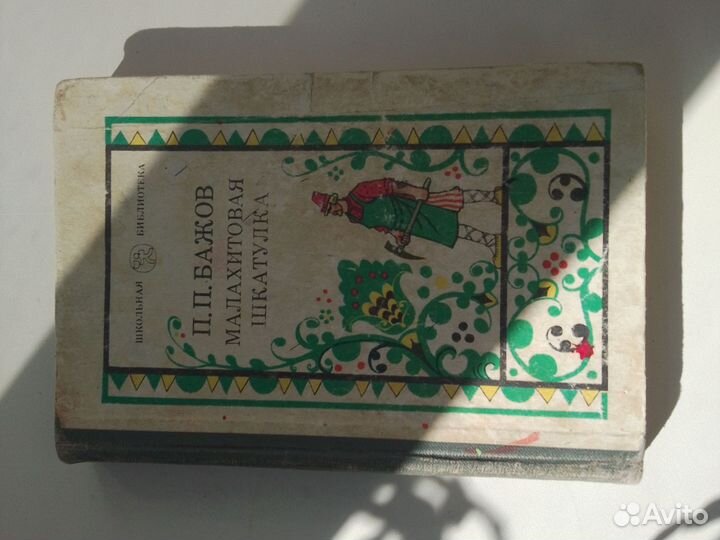 ШКОЛЬНАЯ БИБЛИОТЕКА
П. П. БАЖОВ
МАЛАХИТОВАЯ
ШКАТУЛКА
Avito